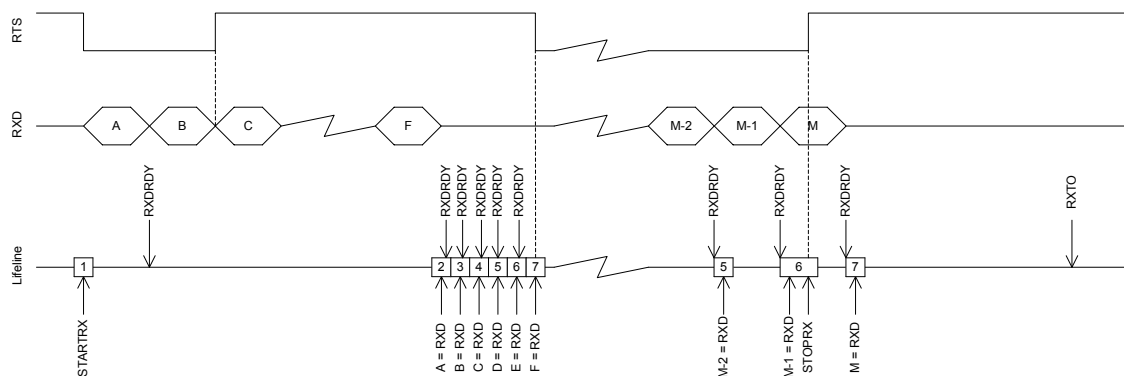 RTS
RXD
A B C F M-2 M-1 M
RXDRDY RXDRDY RXDRDY RXDRDY RXDRDY RXDRDY RXDRDY RXDRDY RXDRDY RXTO
Lifeline
1 2 3 4 5 6 7 5 6 7
STARTRX A = RXD B = RXD C = RXD D = RXD E = RXD F = RXD M-2 = RXD M-1 = RXD STOPRX M = RXD